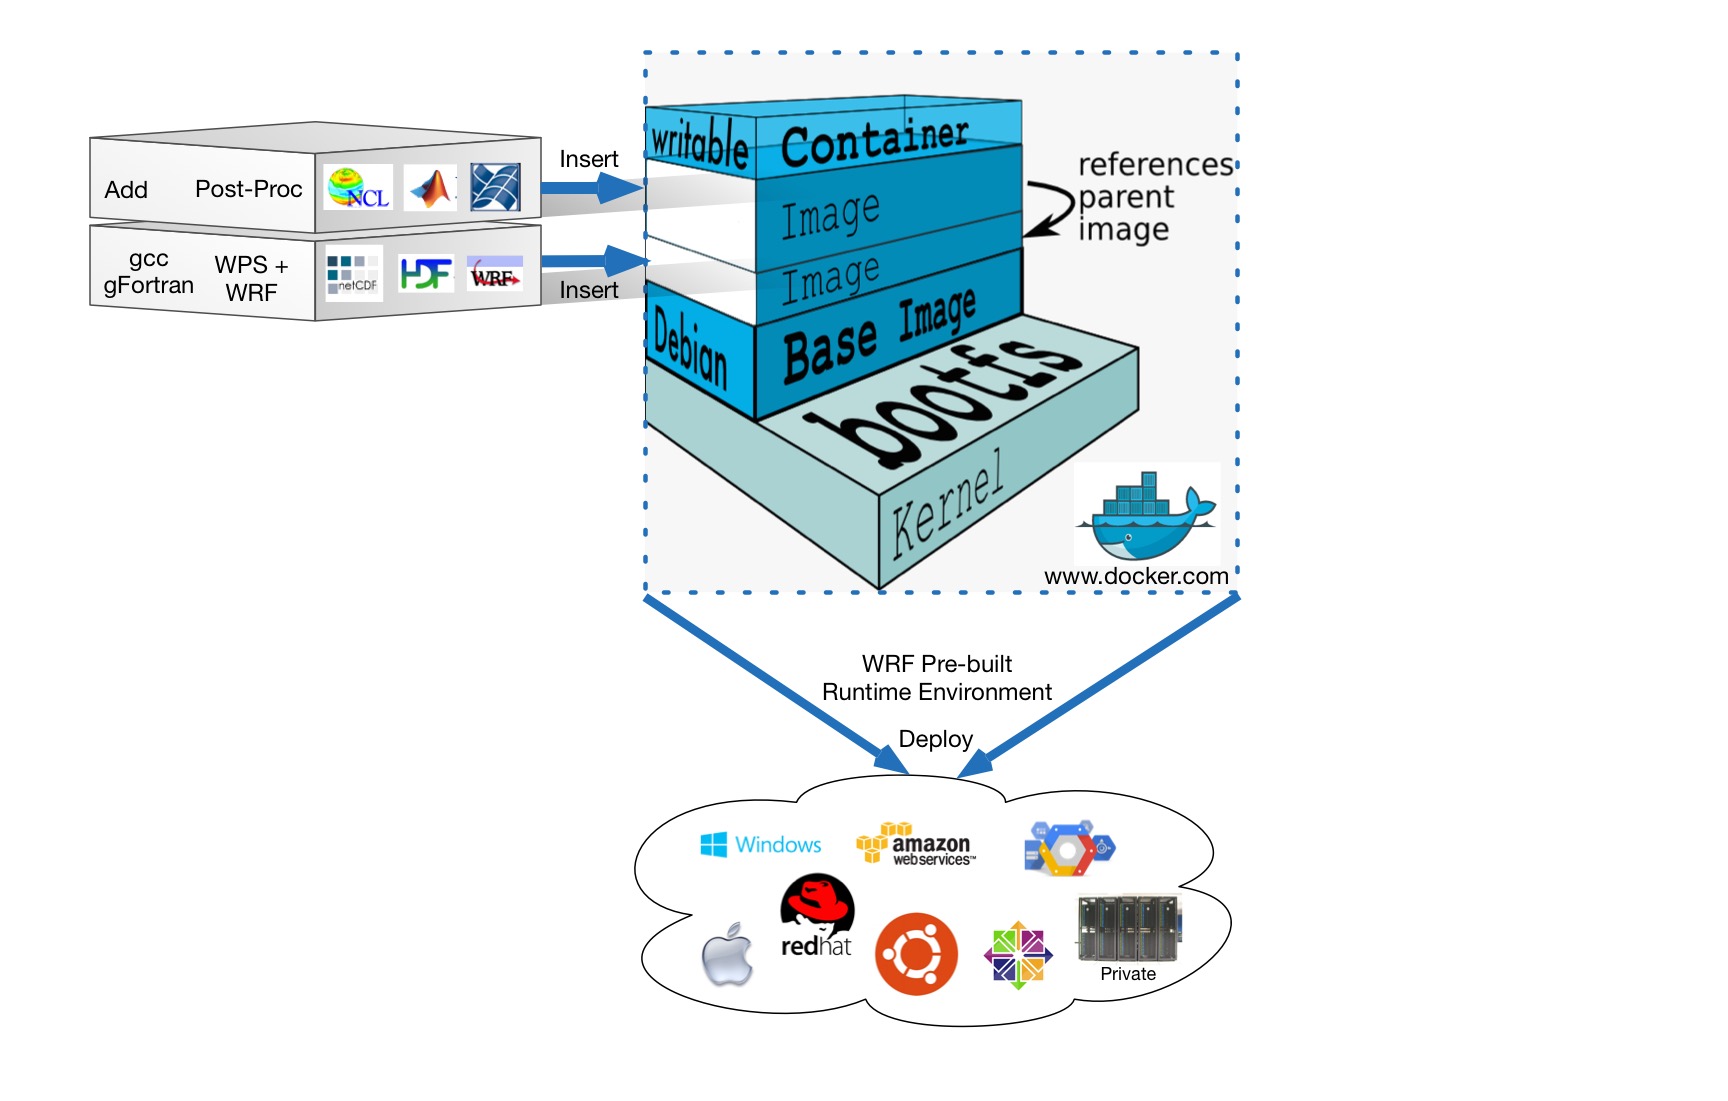 Add
Post-Proc
NCL
Insert
gcc
gFortran
WPS +
WRF
netCDF
HDF
WRF
Insert
writable
Container
Image
Image
Debian
Base Image
bootfs
Kernel
references
parent
image
www.docker.com
WRF Pre-built
Runtime Environment
Deploy
Windows
amazon
webservices™
redhat
Private